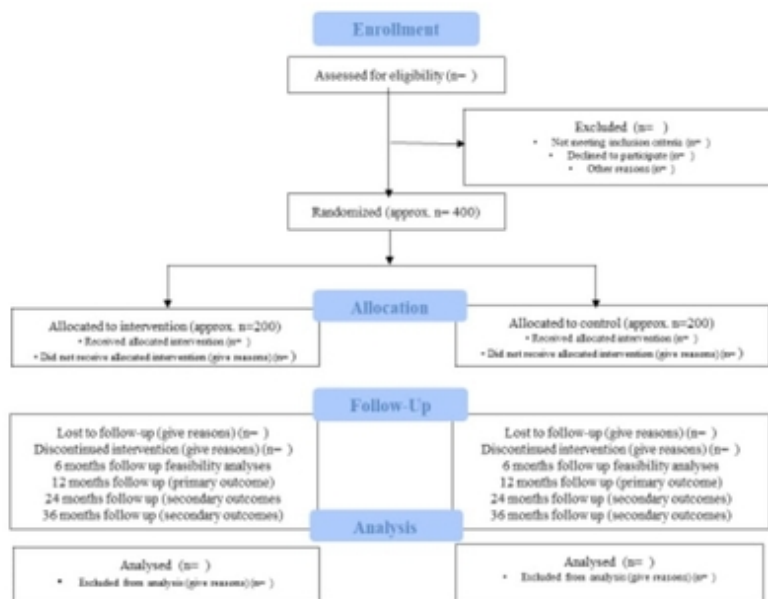 Enrollment
Assessed for eligibility (n= )
Excluded (n= )
• Not meeting inclusion criteria (n= )
• Declined to participate (n= )
• Other reasons (n= )
Randomized (approx. n= 400)
Allocation
Allocated to intervention (approx. n=200)
• Received allocated intervention (n= )
• Did not receive allocated intervention (give reasons) (n= )
Allocated to control (approx. n=200)
• Received allocated intervention (n= )
• Did not receive allocated intervention (give reasons) (n= )
Follow-Up
Lost to follow-up (give reasons) (n= )
Discontinued intervention (give reasons) (n= )
6 months follow up feasibility analyses
12 months follow up (primary outcome)
24 months follow up (secondary outcomes
36 months follow up (secondary outcomes)
Lost to follow-up (give reasons) (n= )
Discontinued intervention (give reasons) (n= )
6 months follow up feasibility analyses
12 months follow up (primary outcome)
24 months follow up (secondary outcomes)
36 months follow up (secondary outcomes)
Analysis
Analysed (n= )
• Excluded from analysis (give reasons) (n= )
Analysed (n= )
• Excluded from analysis (give reasons) (n= )